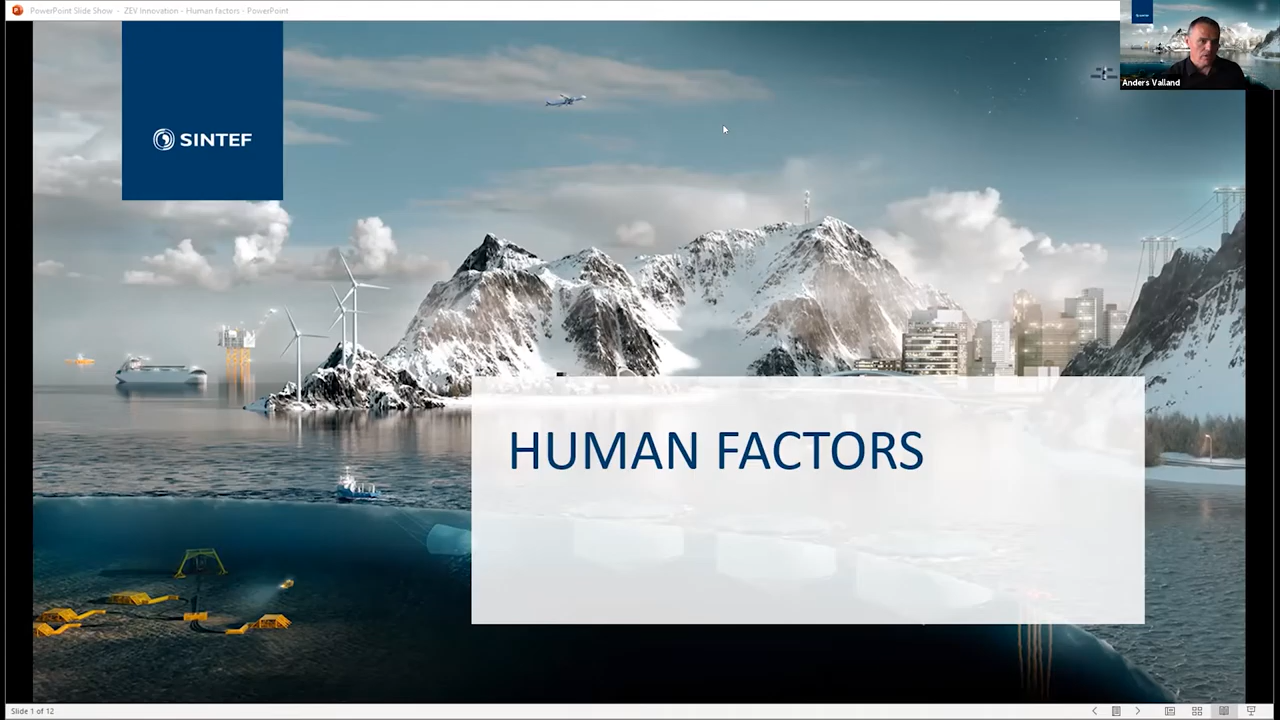 PowerPoint Slide Show - ZEV Innovation - Human factors - PowerPoint
Anders Valland
SINTEF
HUMAN FACTORS
Slide 1 of 12